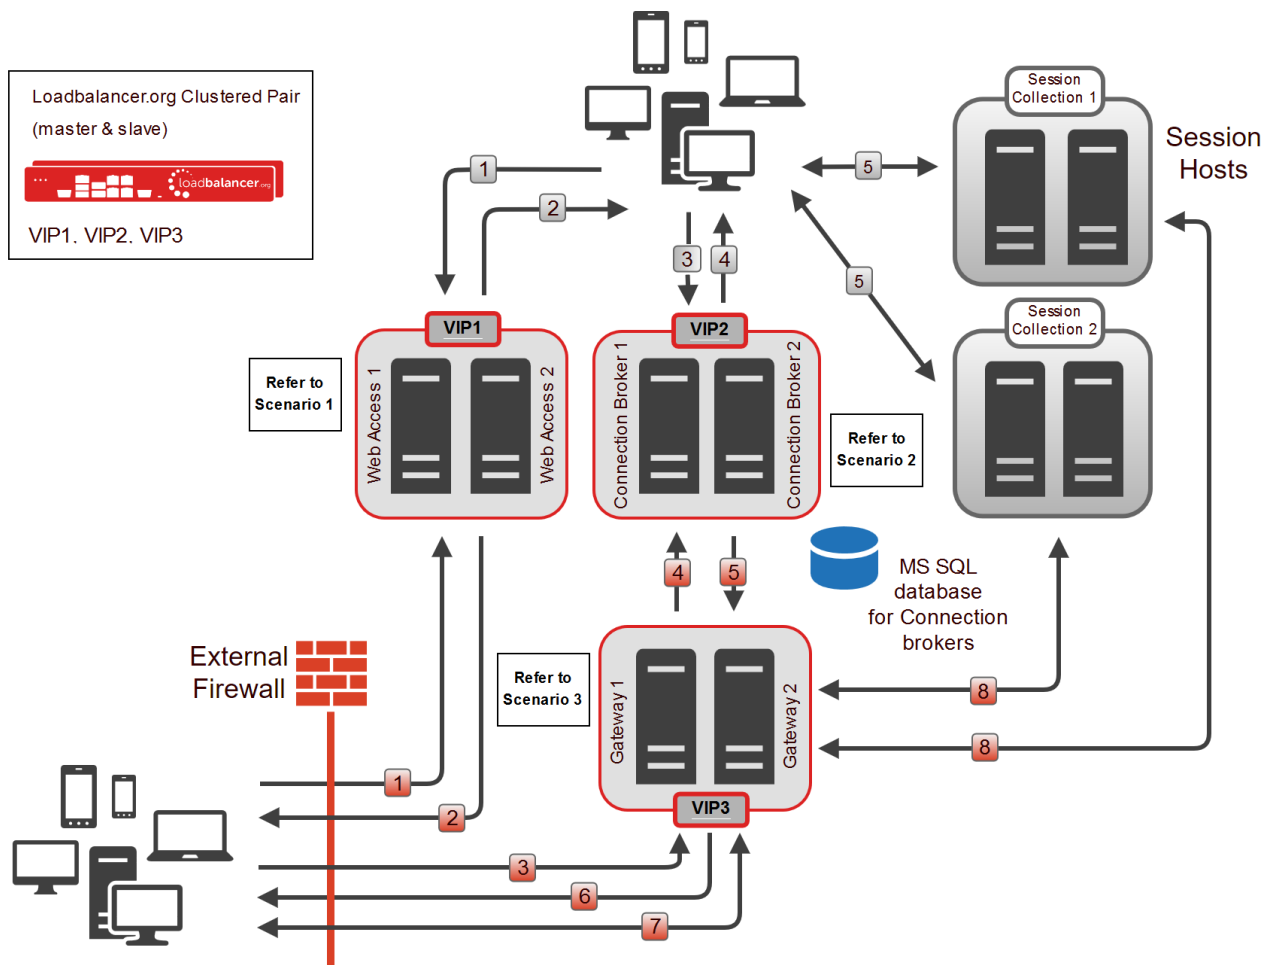 Loadbalancer.org Clustered Pair
(master & slave)
loadbalancer.org
VIP1. VIP2. VIP3
1
2
3
4
5
5
Session
Collection 1
Session
Hosts
Session
Collection 2
VIP1
VIP2
Refer to
Scenario 1
Web Access 1
Web Access 2
Connection Broker 1
Connection Broker 2
Refer to
Scenario 2
4
5
MS SQL
database
for Connection
brokers
External
Firewall
Refer to
Scenario 3
Gateway 1
Gateway 2
VIP3
8
8
1
2
3
6
7